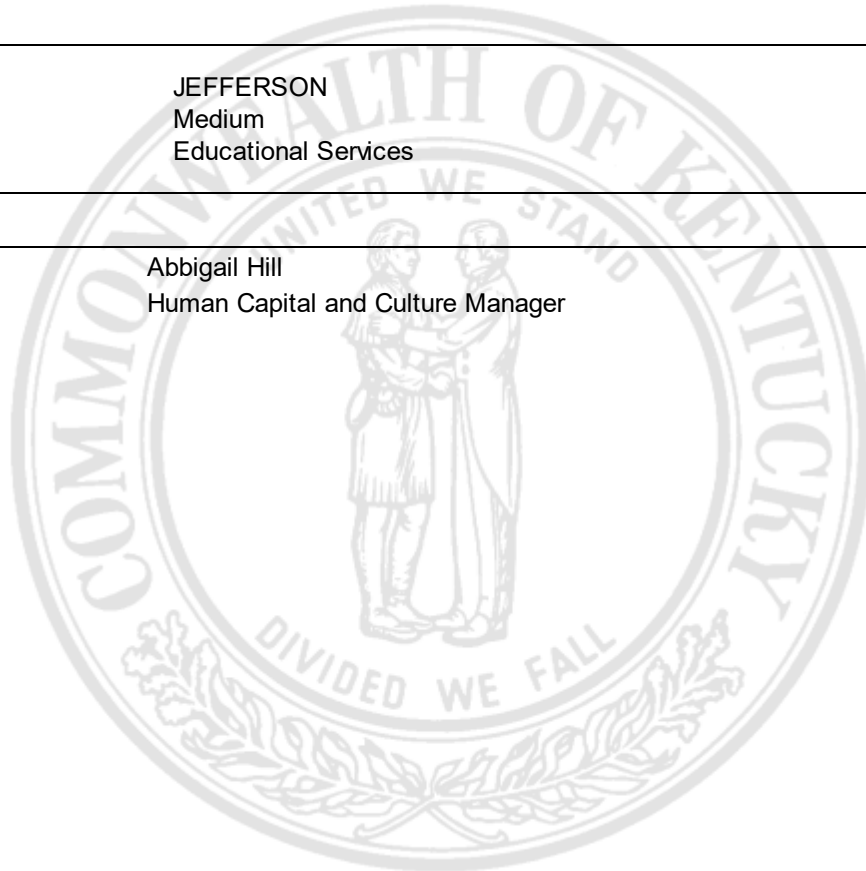 JEFFERSON
Medium
Educational Services
Abbigail Hill
Human Capital and Culture Manager
COMMONWEALTH OF KENTUCKY
UNITED WE STAND
DIVIDED WE FALL